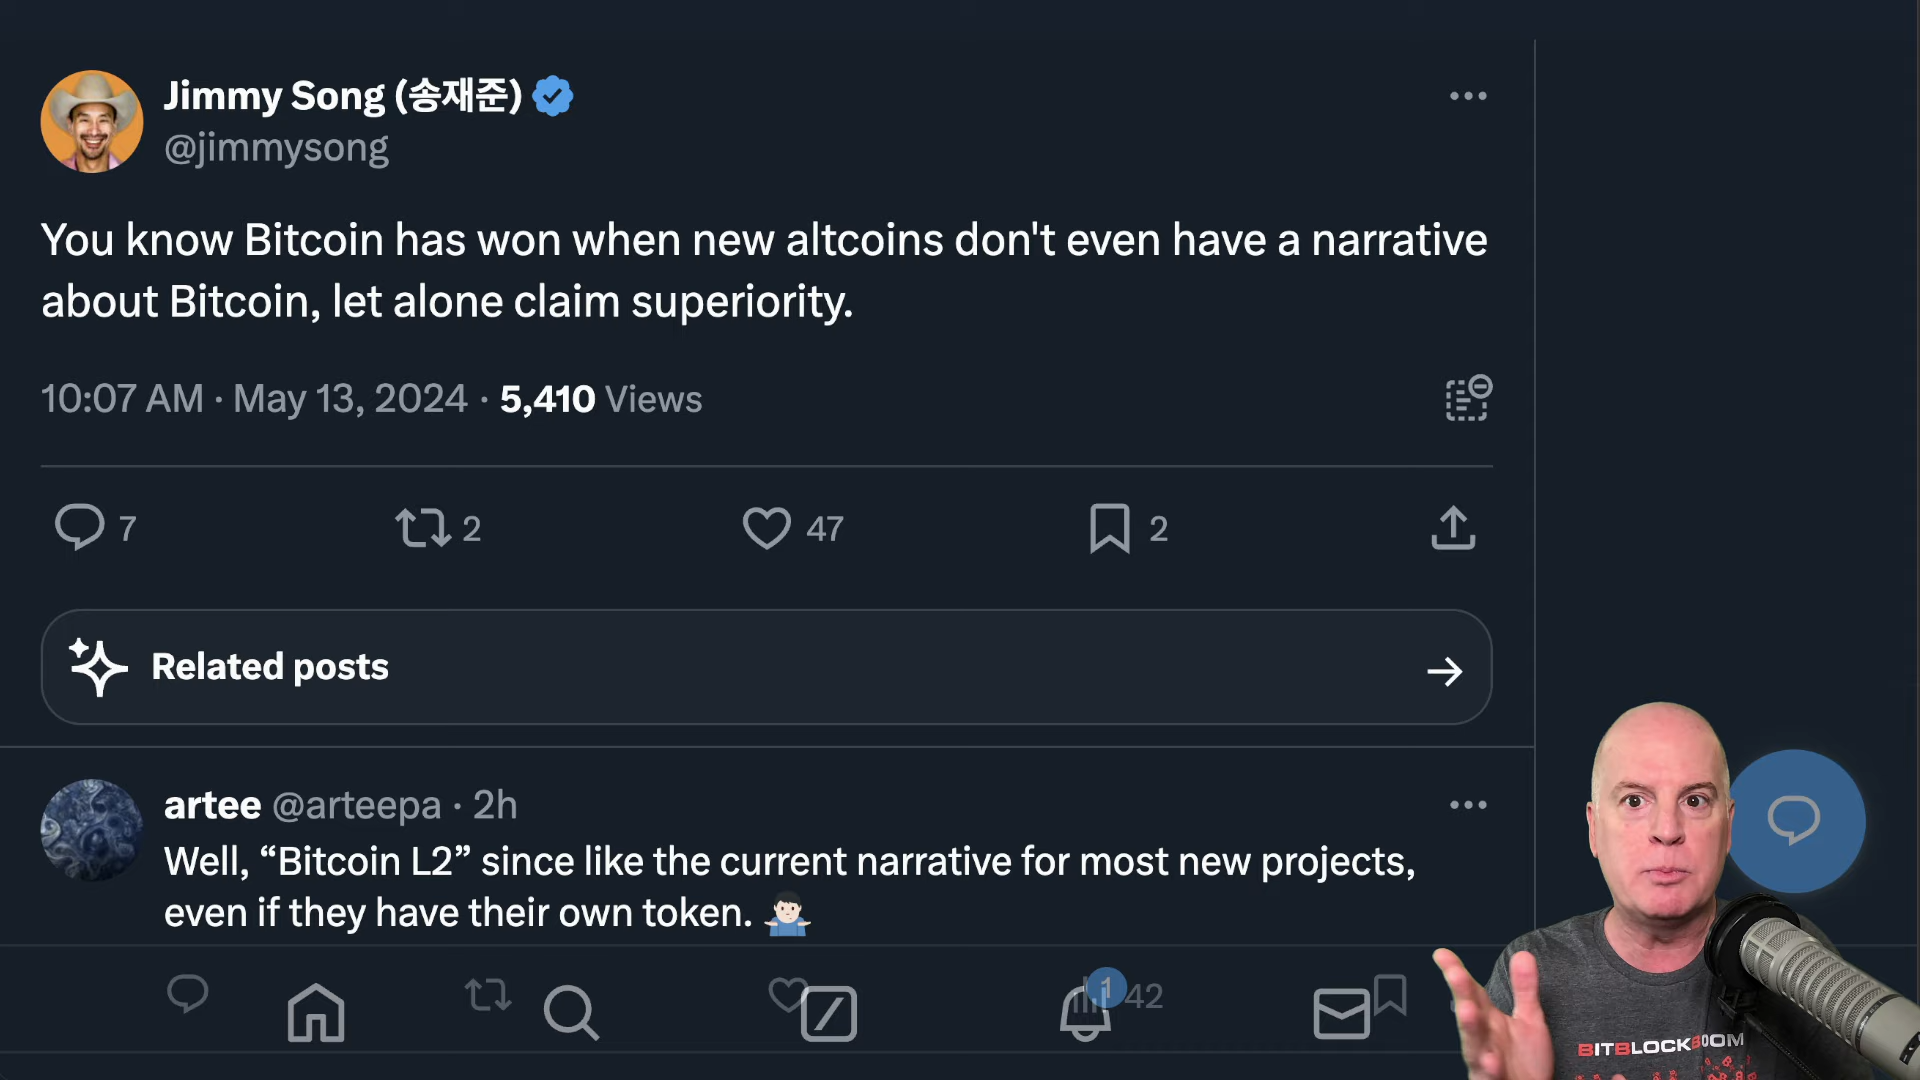 Jimmy Song (송재준)
@jimmysong
You know Bitcoin has won when new altcoins don't even have a narrative
about Bitcoin, let alone claim superiority.
10:07 AM · May 13, 2024 · 5,410 Views
7 2 47 2
Related posts
artee @arteepa · 2h
Well, “Bitcoin L2” since like the current narrative for most new projects,
even if they have their own token. 🤷🏻‍♂️
1 42
BITBLOCKBOOM